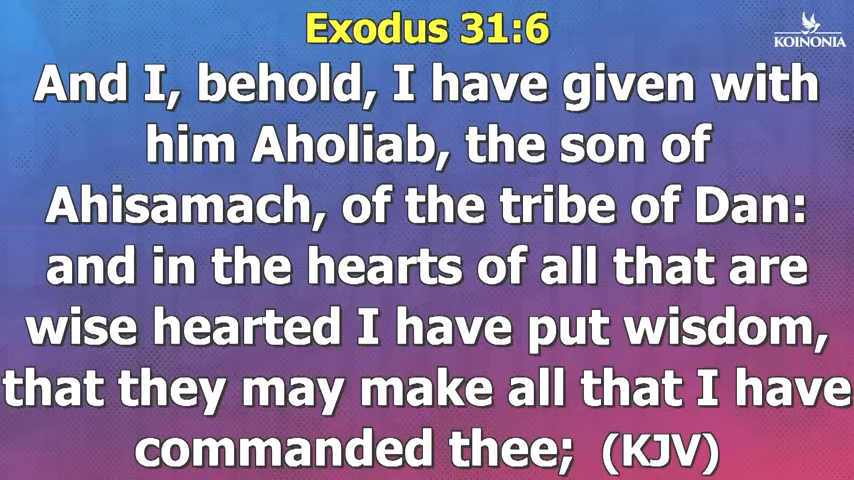 Exodus 31:6
KOINONIA
And I, behold, I have given with
him Aholiab, the son of
Ahisamach, of the tribe of Dan:
and in the hearts of all that are
wise hearted I have put wisdom,
that they may make all that I have
commanded thee; (KJV)